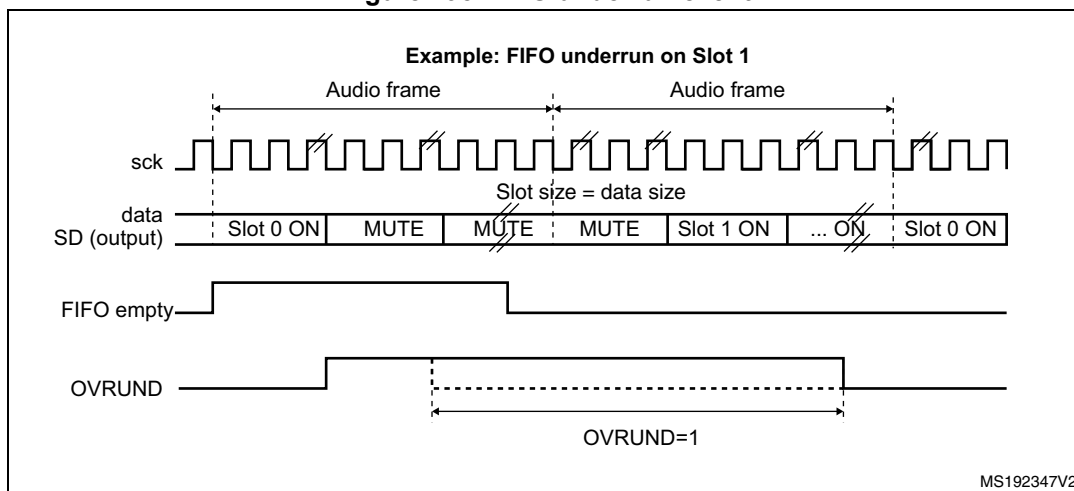 Example: FIFO underrun on Slot 1
Audio frame Audio frame
sck
Slot size = data size
data
SD (output)
Slot 0 ON MUTE MUTE MUTE Slot 1 ON ... ON Slot 0 ON
FIFO empty
OVRUND
OVRUND=1
MS192347V2